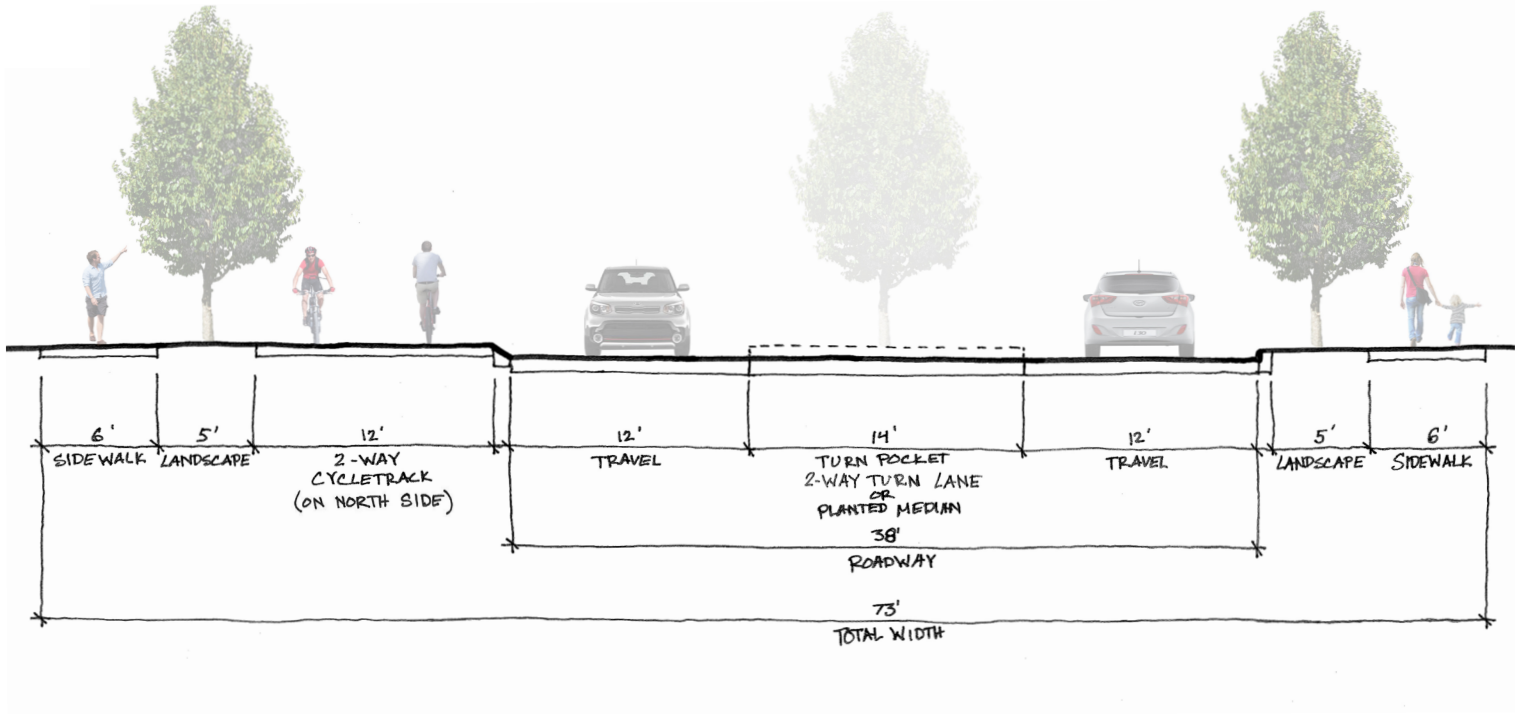 6' 5' 12' 12' 14' 12' 5' 6'
SIDEWALK LANDSCAPE 2-WAY CYCLETRACK (ON NORTH SIDE) TRAVEL TURN POCKET 2-WAY TURN LANE OR PLANTED MEDIAN TRAVEL LANDSCAPE SIDEWALK
38'
ROADWAY
73'
TOTAL WIDTH